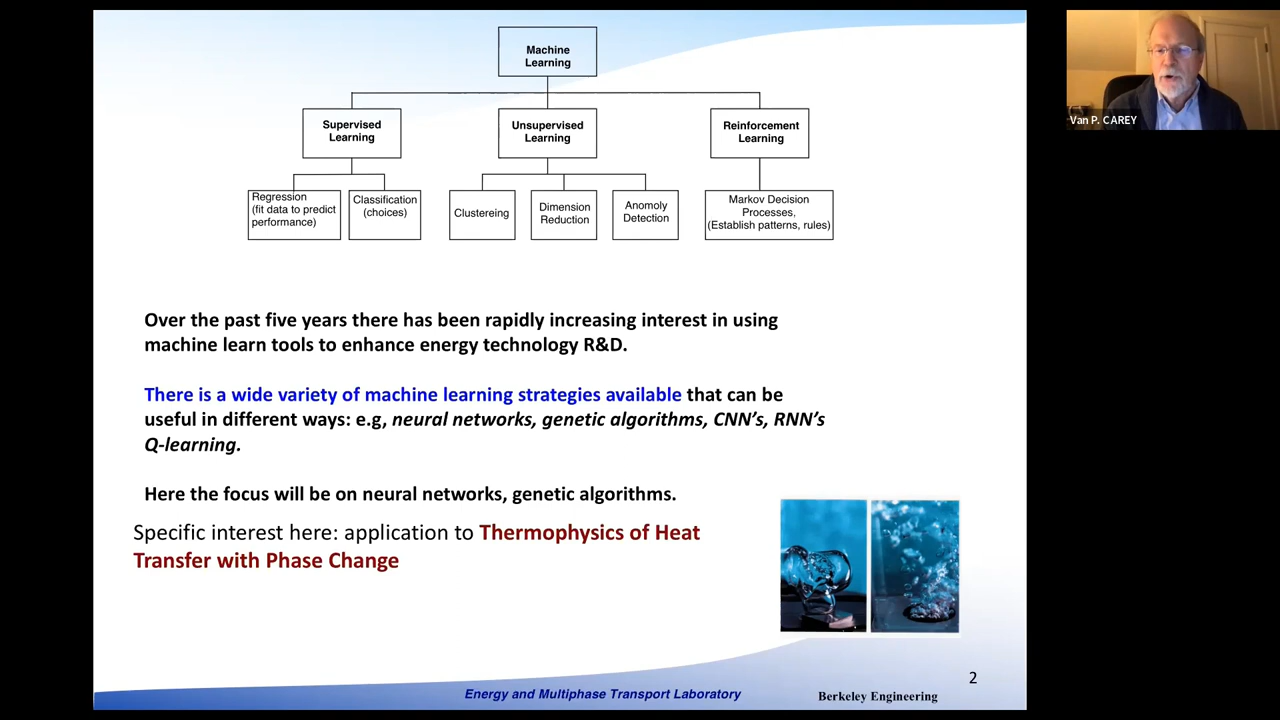 Machine
Learning
Supervised
Learning
Unsupervised
Learning
Reinforcement
Learning
Regression
(fit data to predict
performance)
Classification
(choices)
Clustereing
Dimension
Reduction
Anomoly
Detection
Markov Decision
Processes,
(Establish patterns, rules)
Over the past five years there has been rapidly increasing interest in using
machine learn tools to enhance energy technology R&D.
There is a wide variety of machine learning strategies available that can be
useful in different ways: e.g, neural networks, genetic algorithms, CNN's, RNN's
Q-learning.
Here the focus will be on neural networks, genetic algorithms.
Specific interest here: application to Thermophysics of Heat
Transfer with Phase Change
2
Energy and Multiphase Transport Laboratory
Berkeley Engineering
Van P. CAREY